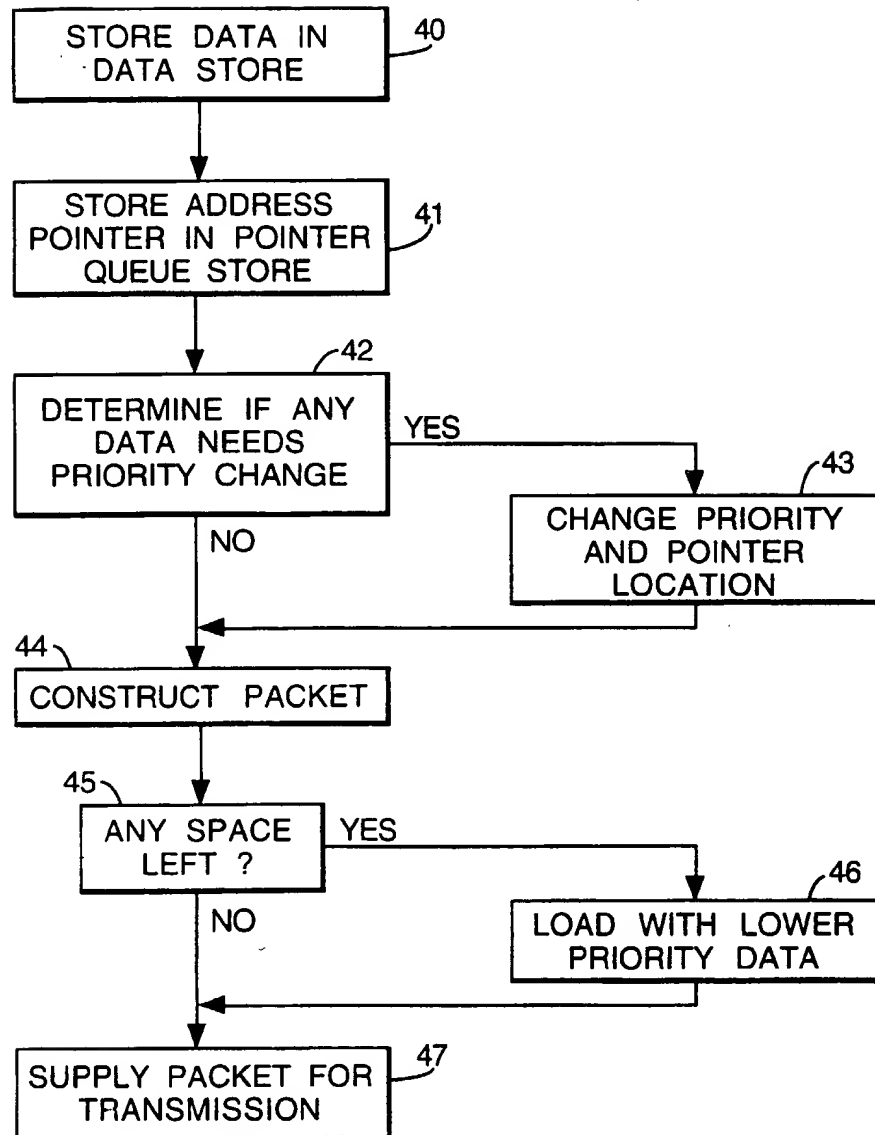 STORE DATA IN
DATA STORE
40
STORE ADDRESS
POINTER IN POINTER
QUEUE STORE
41
42
DETERMINE IF ANY
DATA NEEDS
PRIORITY CHANGE
YES
43
CHANGE PRIORITY
AND POINTER
LOCATION
NO
44
CONSTRUCT PACKET
45
ANY SPACE
LEFT ?
YES
46
LOAD WITH LOWER
PRIORITY DATA
NO
47
SUPPLY PACKET FOR
TRANSMISSION